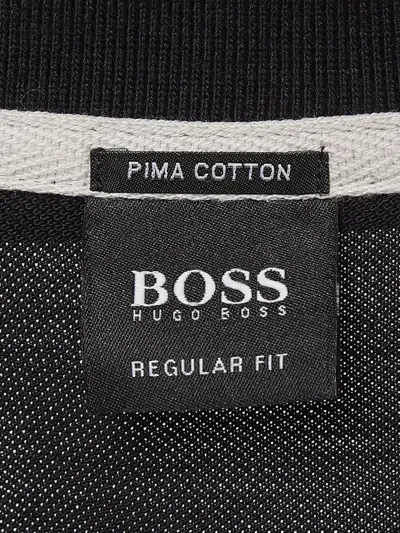 PIMA COTTON
BOSS
HUGO BOSS
REGULAR FIT